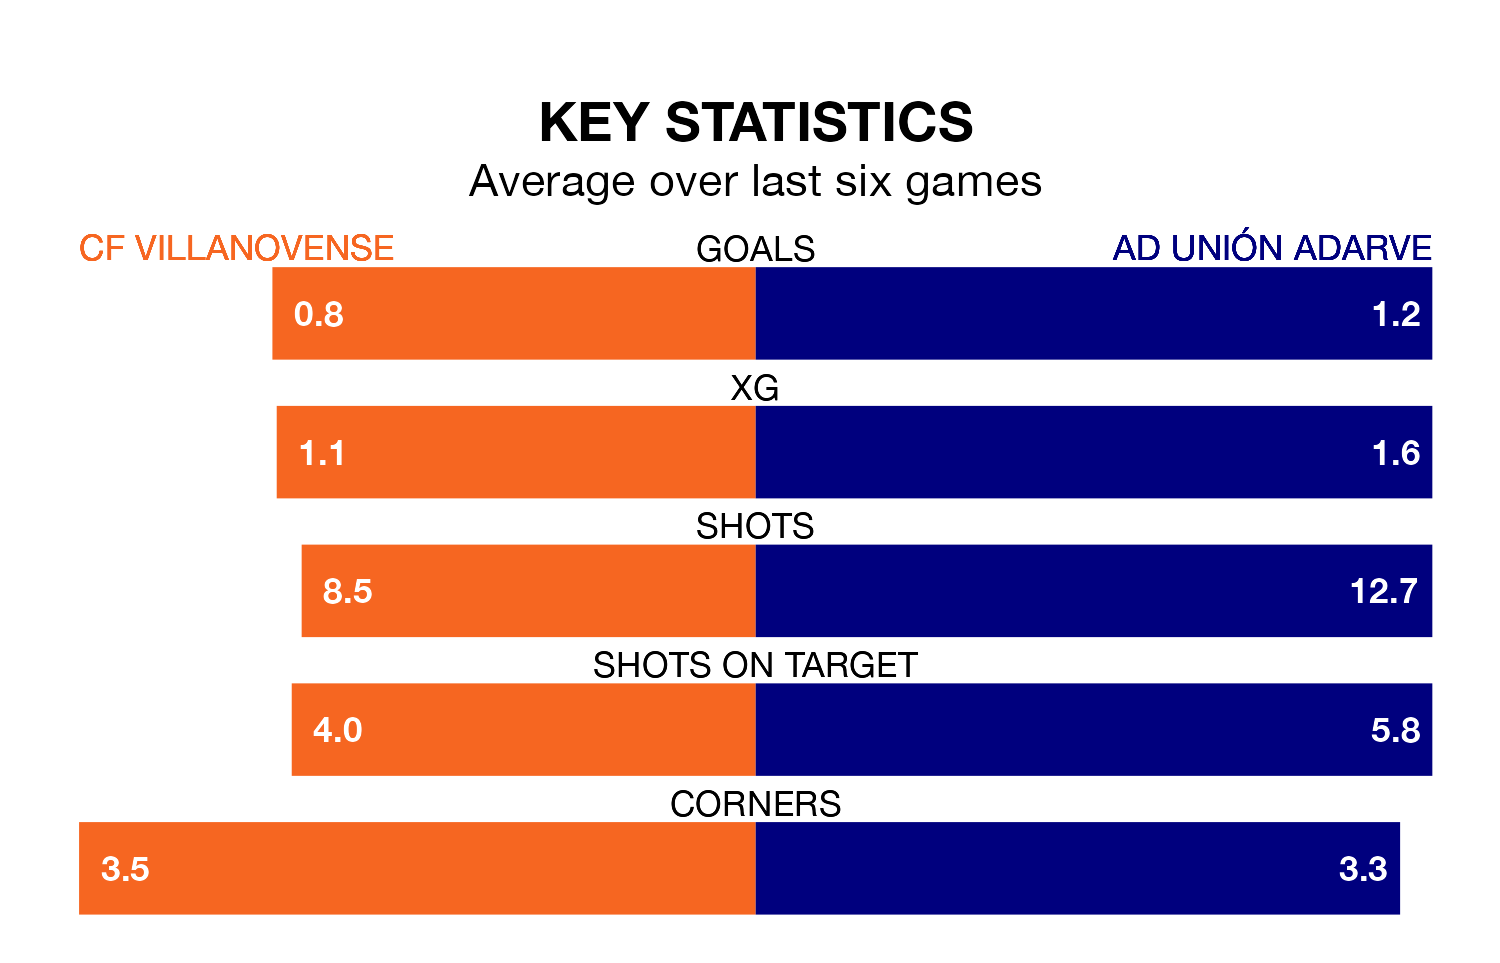 KEY STATISTICS
Average over last six games
CF VILLANOVENSE GOALS AD UNIÓN ADARVE
0.8 1.2
XG
1.1 1.6
SHOTS
8.5 12.7
SHOTS ON TARGET
4.0 5.8
CORNERS
3.5 3.3